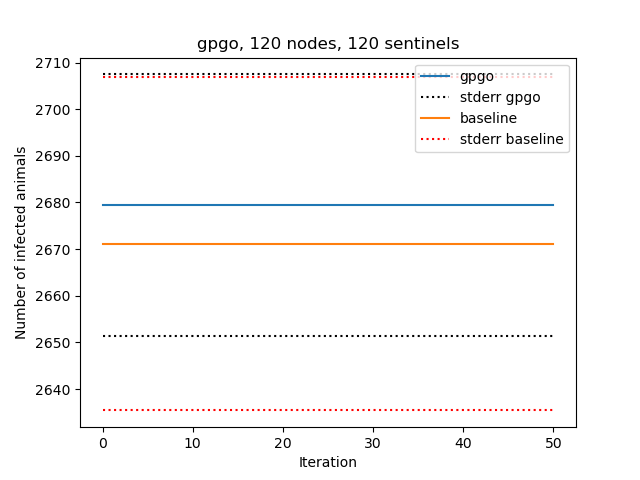 gpgo, 120 nodes, 120 sentinels
2710
2700
2690
2680
2670
2660
2650
2640
Number of infected animals
gpgo
stderr gpgo
baseline
stderr baseline
0 10 20 30 40 50
Iteration